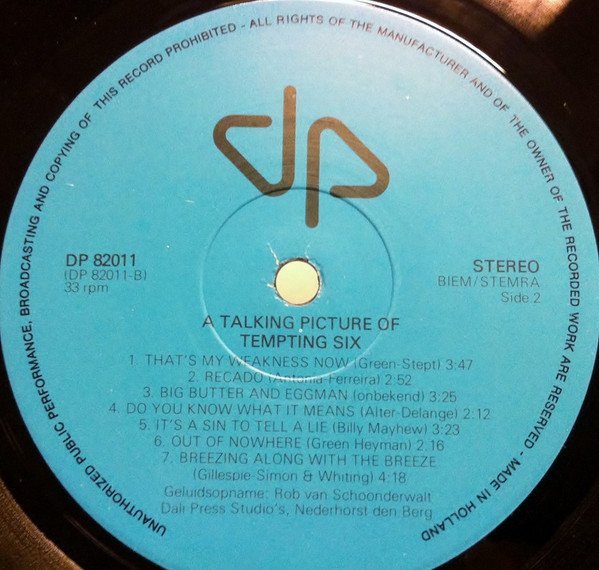 UNAUTHORIZED PUBLIC PERFORMANCE, BROADCASTING AND COPYING OF THIS RECORD PROHIBITED - ALL RIGHTS OF THE MANUFACTURER AND OF THE OWNER OF THE RECORDED WORK ARE RESERVED - MADE IN HOLLAND
dp
DP 82011
(DP 82011-B)
33 rpm
STEREO
BIEM/STEMRA
Side 2
A TALKING PICTURE OF
TEMPTING SIX
1. THAT'S MY WEAKNESS NOW (Green-Stept) 3:47
2. RECADO (Antonia-Ferreira) 2:52
3. BIG BUTTER AND EGGMAN (onbekend) 3:25
4. DO YOU KNOW WHAT IT MEANS (Alter-Delange) 2:12
5. IT'S A SIN TO TELL A LIE (Billy Mayhew) 3:23
6. OUT OF NOWHERE (Green Heyman) 2.16
7. BREEZING ALONG WITH THE BREEZE
(Gillespie-Simon & Whiting) 4:18
Geluidsopname: Rob van Schoonderwalt
Dali Press Studio's, Nederhorst den Berg